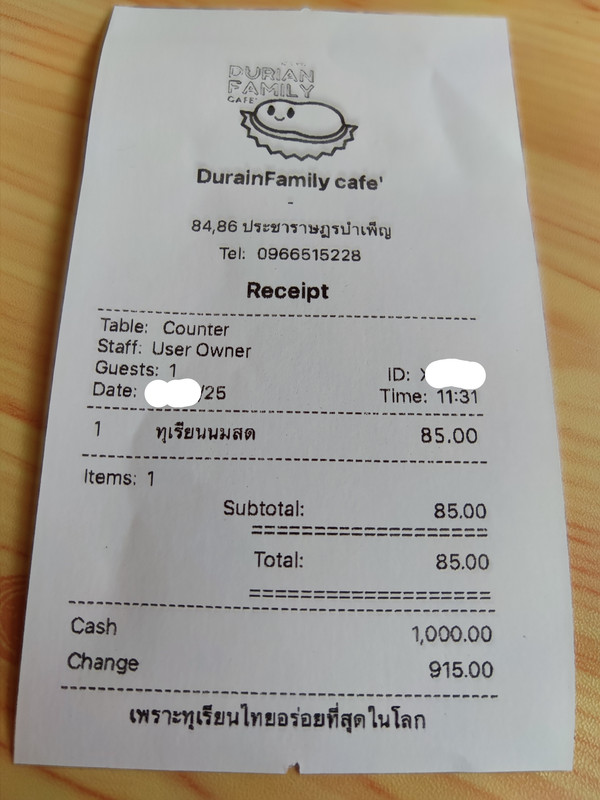 DURIAN
FAMILY
CAFE'
DurainFamily cafe'
-
84,86 ประชาราษฎรบำเพ็ญ
Tel: 0966515228
Receipt
Table: Counter
Staff: User Owner
Guests: 1
ID:
Date: /25
Time: 11:31
1 ทุเรียนนมสด 85.00
Items: 1
Subtotal: 85.00
====================
Total: 85.00
====================
Cash 1,000.00
Change 915.00
เพราะทุเรียนไทยอร่อยที่สุดในโลก